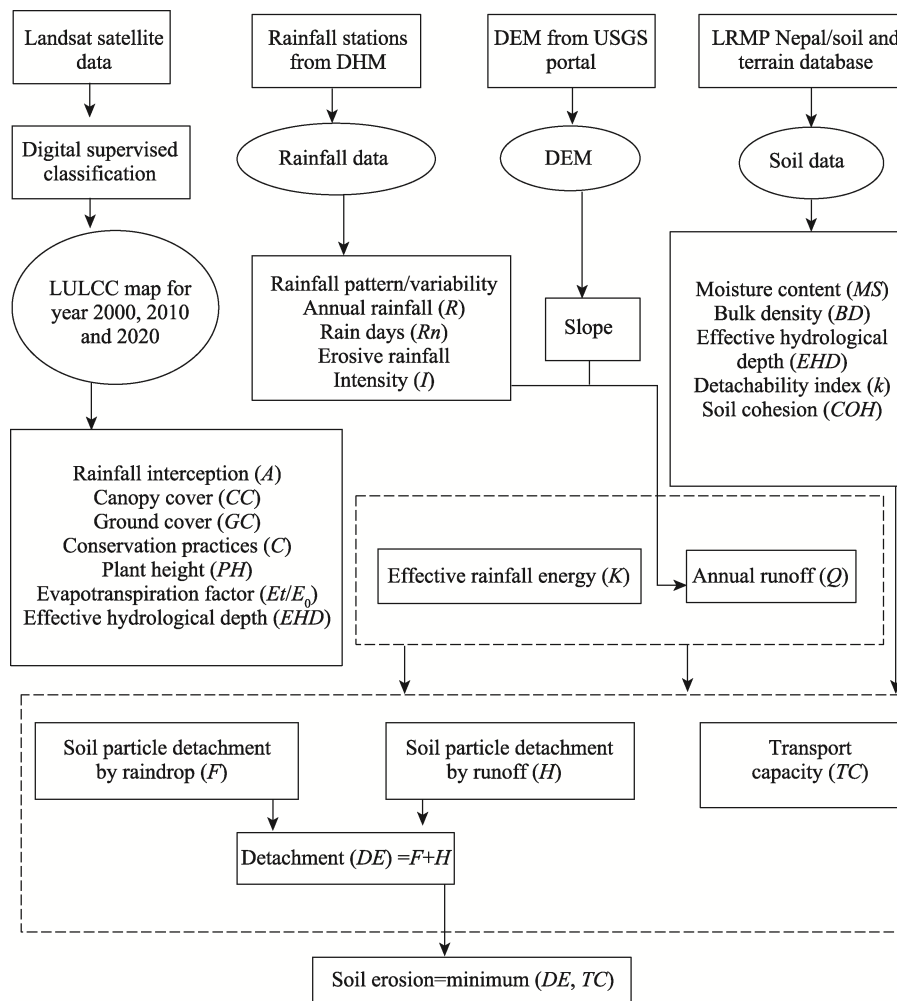 Landsat satellite
data
Rainfall stations
from DHM
DEM from USGS
portal
LRMP Nepal/soil and
terrain database
Digital supervised
classification
Rainfall data
DEM
Soil data
LULCC map for
year 2000, 2010
and 2020
Rainfall pattern/variability
Annual rainfall (R)
Rain days (Rn)
Erosive rainfall
Intensity (I)
Slope
Moisture content (MS)
Bulk density (BD)
Effective hydrological
depth (EHD)
Detachability index (k)
Soil cohesion (COH)
Rainfall interception (A)
Canopy cover (CC)
Ground cover (GC)
Conservation practices (C)
Plant height (PH)
Evapotranspiration factor (Et/E₀)
Effective hydrological depth (EHD)
Effective rainfall energy (K)
Annual runoff (Q)
Soil particle detachment
by raindrop (F)
Soil particle detachment
by runoff (H)
Transport
capacity (TC)
Detachment (DE) =F+H
Soil erosion=minimum (DE, TC)